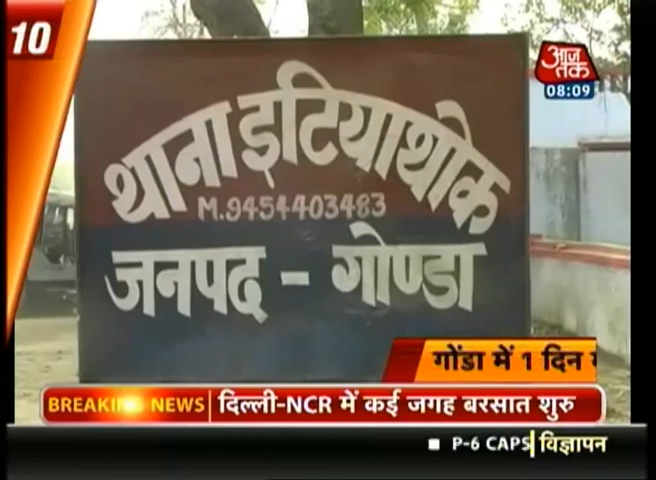 10
आज तक
08:09
थाना इटियाथोक
M.9454403483
जनपद - गोण्डा
गोंडा में 1 दिन
BREAKING NEWS दिल्ली-NCR में कई जगह बरसात शुरु
P-6 CAPS विज्ञापन